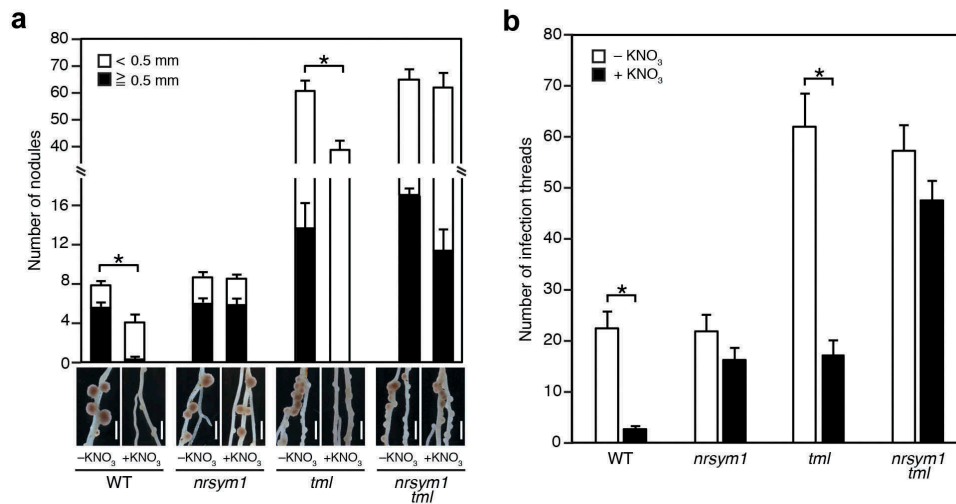 a
80
70
60
50
40
16
12
8
4
0
Number of nodules
< 0.5 mm
≧ 0.5 mm
*
*
–KNO3 +KNO3
–KNO3 +KNO3
–KNO3 +KNO3
–KNO3 +KNO3
WT
nrsym1
tml
nrsym1
tml
b
80
70
60
50
40
30
20
10
0
Number of infection threads
– KNO3
+ KNO3
*
*
WT
nrsym1
tml
nrsym1
tml